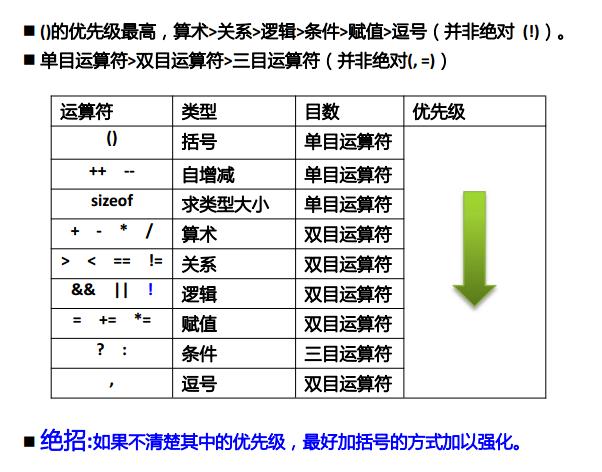 ■ ()的优先级最高，算术>关系>逻辑>条件>赋值>逗号（并非绝对 (!)）。
■ 单目运算符>双目运算符>三目运算符（并非绝对(, =)）
运算符 类型 目数 优先级
() 括号 单目运算符
++ -- 自增减 单目运算符
sizeof 求类型大小 单目运算符
+ - * / 算术 双目运算符
> < == != 关系 双目运算符
&& || ! 逻辑 双目运算符
= += *= 赋值 双目运算符
? : 条件 三目运算符
, 逗号 双目运算符
■ 绝招:如果不清楚其中的优先级，最好加括号的方式加以强化。